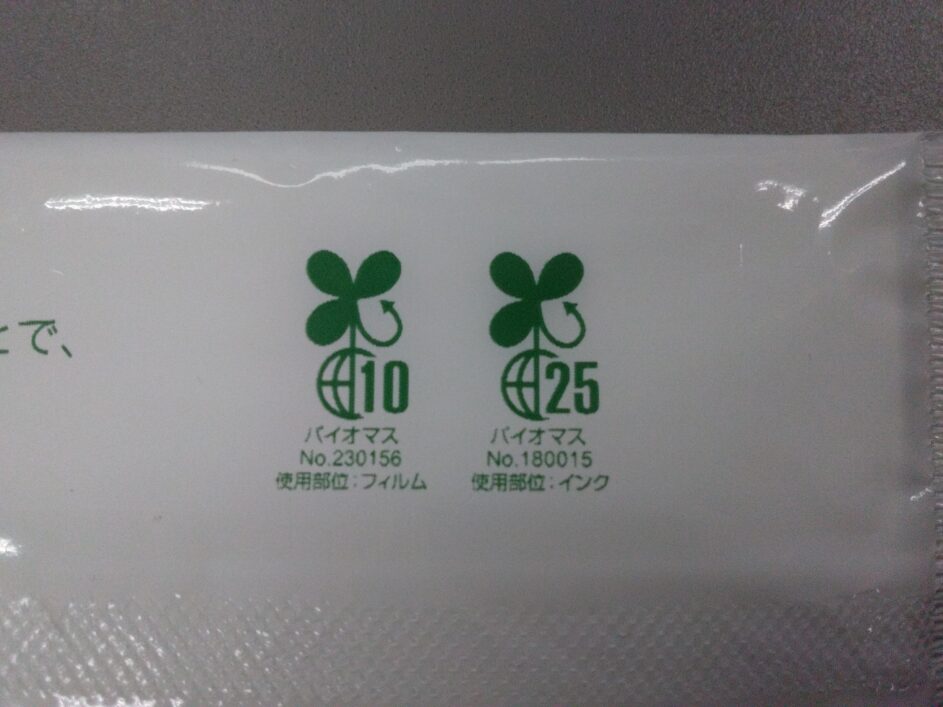 とで、
10
25
バイオマス
No.230156
使用部位:フィルム
バイオマス
No.180015
使用部位:インク